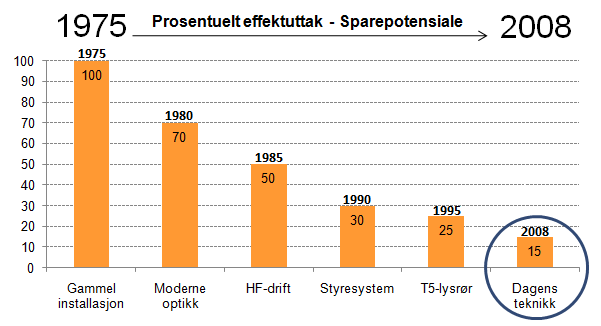 1975 Prosentuelt effektuttak - Sparepotensiale 2008
100
90
80
70
60
50
40
30
20
10
0
1975
100
1980
70
1985
50
1990
30
1995
25
2008
15
Gammel
installasjon
Moderne
optikk
HF-drift
Styresystem
T5-lysrør
Dagens
teknikk